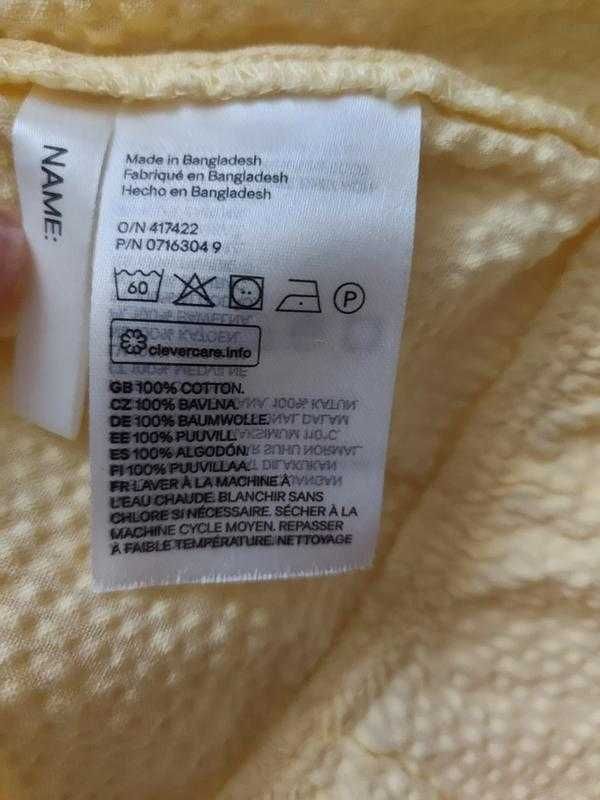 NAME:
Made in Bangladesh
Fabriqué en Bangladesh
Hecho en Bangladesh
O/N 417422
P/N 0716304 9
60
P
clevercare.info
GB 100% COTTON.
CZ 100% BAVLNA.
DE 100% BAUMWOLLE.
EE 100% PUUVILL.
ES 100% ALGODÓN.
FI 100% PUUVILLAA.
FR LAVER À LA MACHINE À
L'EAU CHAUDE. BLANCHIR SANS
CHLORE SI NÉCESSAIRE. SÉCHER À LA
MACHINE CYCLE MOYEN. REPASSER
À FAIBLE TEMPÉRATURE. NETTOYAGE